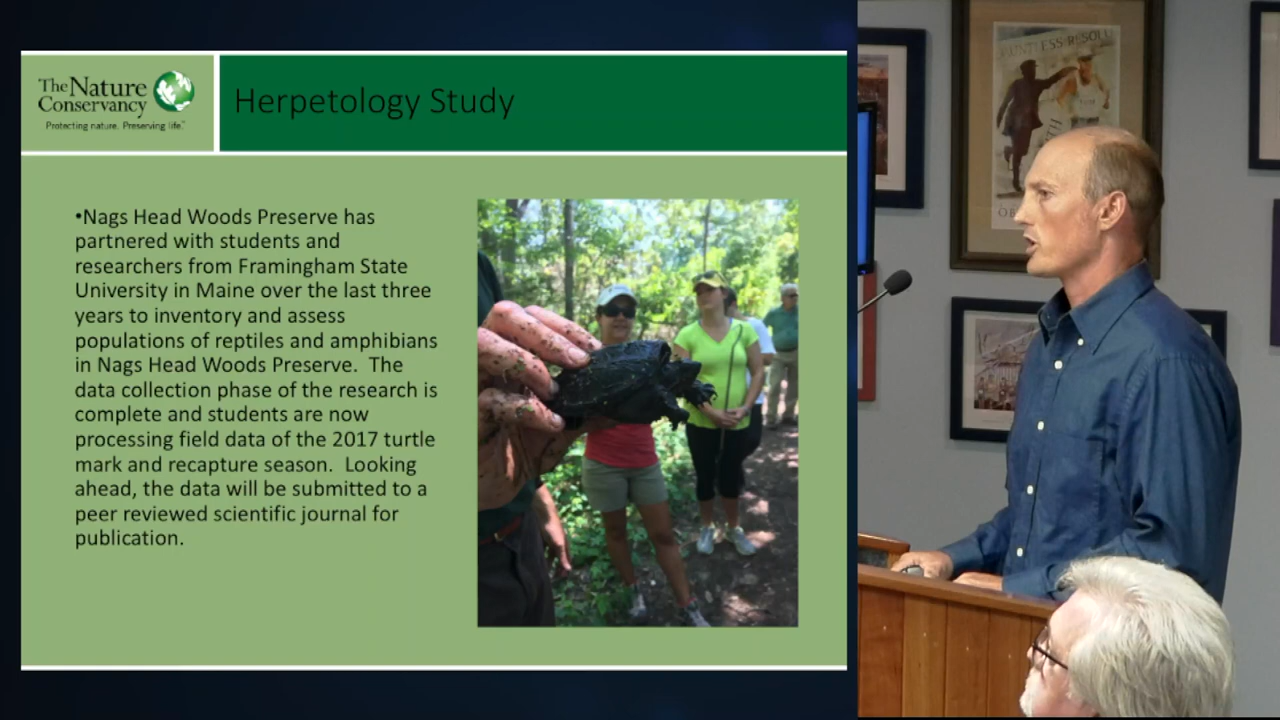 The Nature
Conservancy
Protecting nature. Preserving life.™
Herpetology Study
•Nags Head Woods Preserve has
partnered with students and
researchers from Framingham State
University in Maine over the last three
years to inventory and assess
populations of reptiles and amphibians
in Nags Head Woods Preserve. The
data collection phase of the research is
complete and students are now
processing field data of the 2017 turtle
mark and recapture season. Looking
ahead, the data will be submitted to a
peer reviewed scientific journal for
publication.